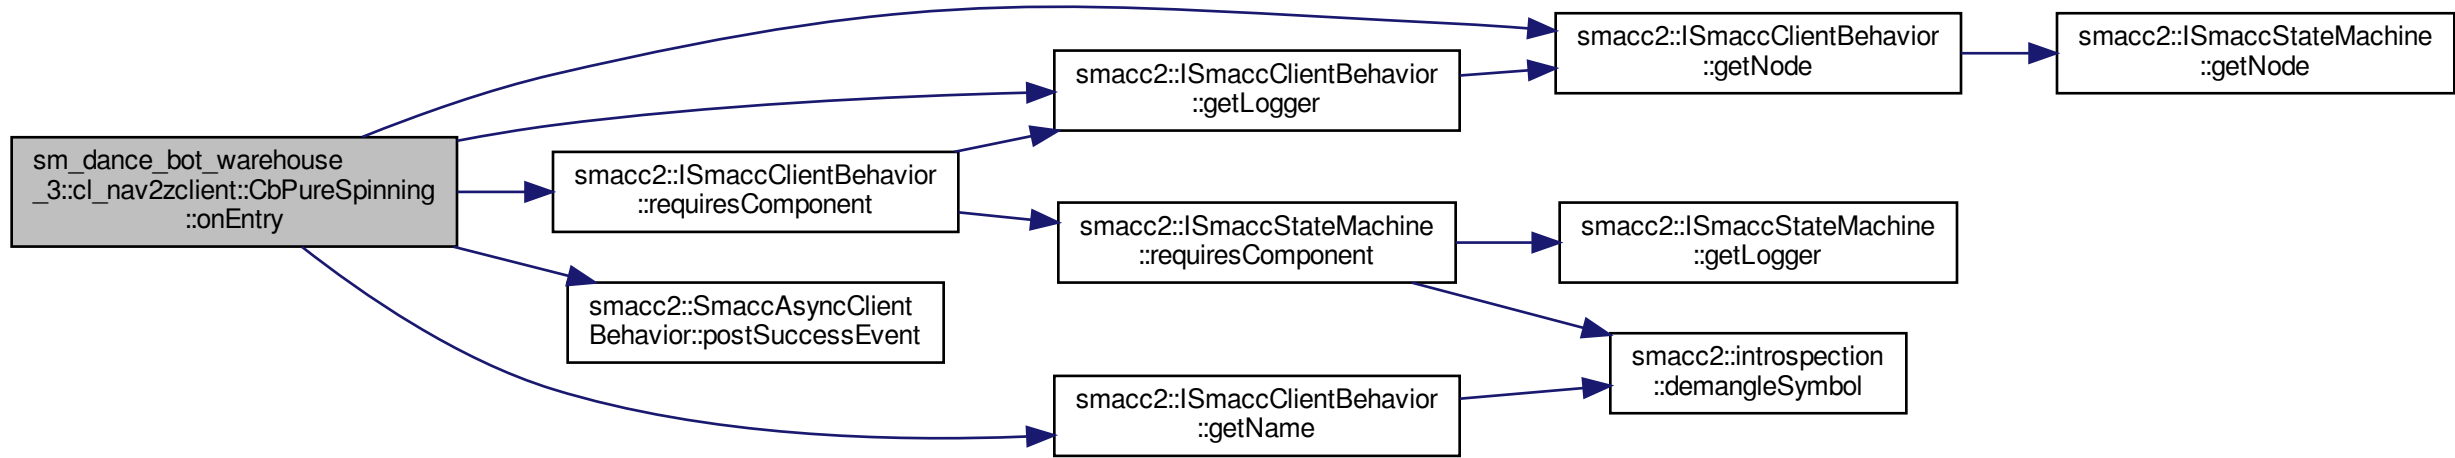 sm_dance_bot_warehouse
_3::cl_nav2zclient::CbPureSpinning
::onEntry
smacc2::ISmaccClientBehavior
::requiresComponent
smacc2::SmaccAsyncClient
Behavior::postSuccessEvent
smacc2::ISmaccClientBehavior
::getLogger
smacc2::ISmaccStateMachine
::requiresComponent
smacc2::ISmaccClientBehavior
::getName
smacc2::ISmaccClientBehavior
::getNode
smacc2::ISmaccStateMachine
::getLogger
smacc2::introspection
::demangleSymbol
smacc2::ISmaccStateMachine
::getNode